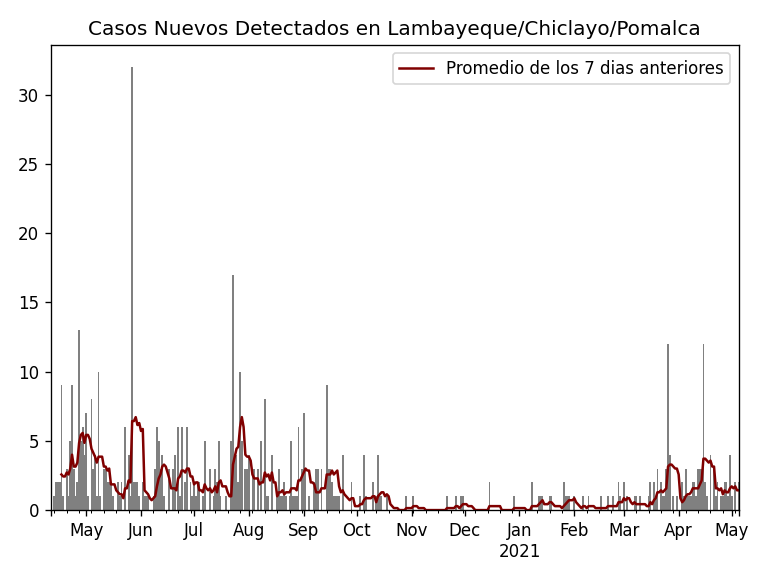 Casos Nuevos Detectados en Lambayeque/Chiclayo/Pomalca
Promedio de los 7 dias anteriores
30
25
20
15
10
5
0
May Jun Jul Aug Sep Oct Nov Dec Jan Feb Mar Apr May
2021